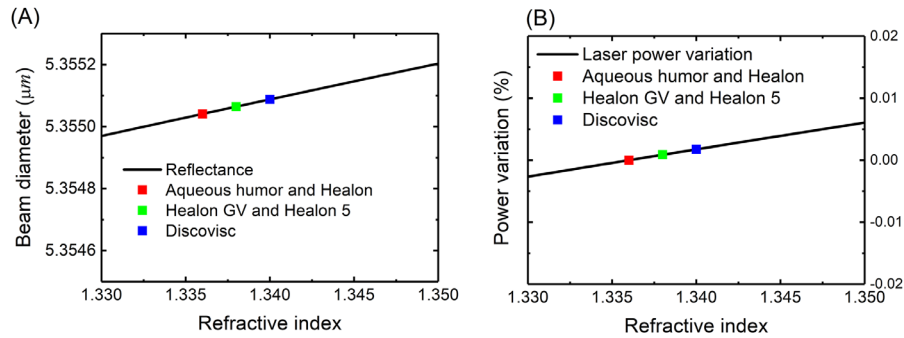 (A)
Beam diameter (μm)
5.3552
5.3550
5.3548
5.3546
Reflectance
Aqueous humor and Healon
Healon GV and Healon 5
Discovisc
1.330
1.335
1.340
1.345
1.350
Refractive index
(B)
Power variation (%)
Laser power variation
Aqueous humor and Healon
Healon GV and Healon 5
Discovisc
0.02
0.01
0.00
-0.01
-0.02
1.330
1.335
1.340
1.345
1.350
Refractive index